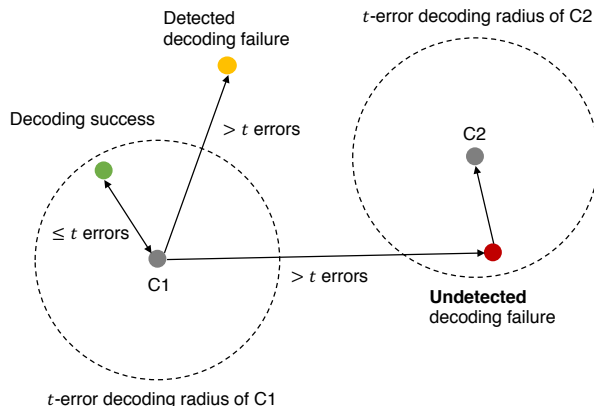 Detected
decoding failure
t-error decoding radius of C2
Decoding success
> t errors
C2
≤ t errors
C1
> t errors
Undetected
decoding failure
t-error decoding radius of C1